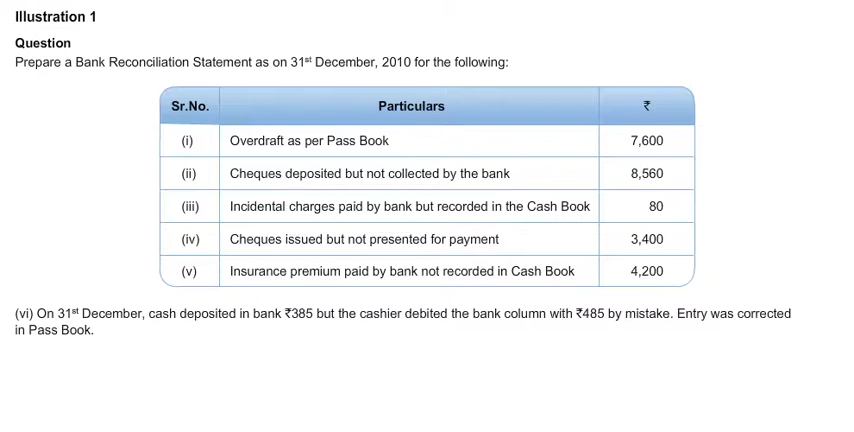 Illustration 1
Question
Prepare a Bank Reconciliation Statement as on 31st December, 2010 for the following:
Sr.No. Particulars ₹
(i) Overdraft as per Pass Book 7,600
(ii) Cheques deposited but not collected by the bank 8,560
(iii) Incidental charges paid by bank but recorded in the Cash Book 80
(iv) Cheques issued but not presented for payment 3,400
(v) Insurance premium paid by bank not recorded in Cash Book 4,200
(vi) On 31st December, cash deposited in bank ₹385 but the cashier debited the bank column with ₹485 by mistake. Entry was corrected
in Pass Book.